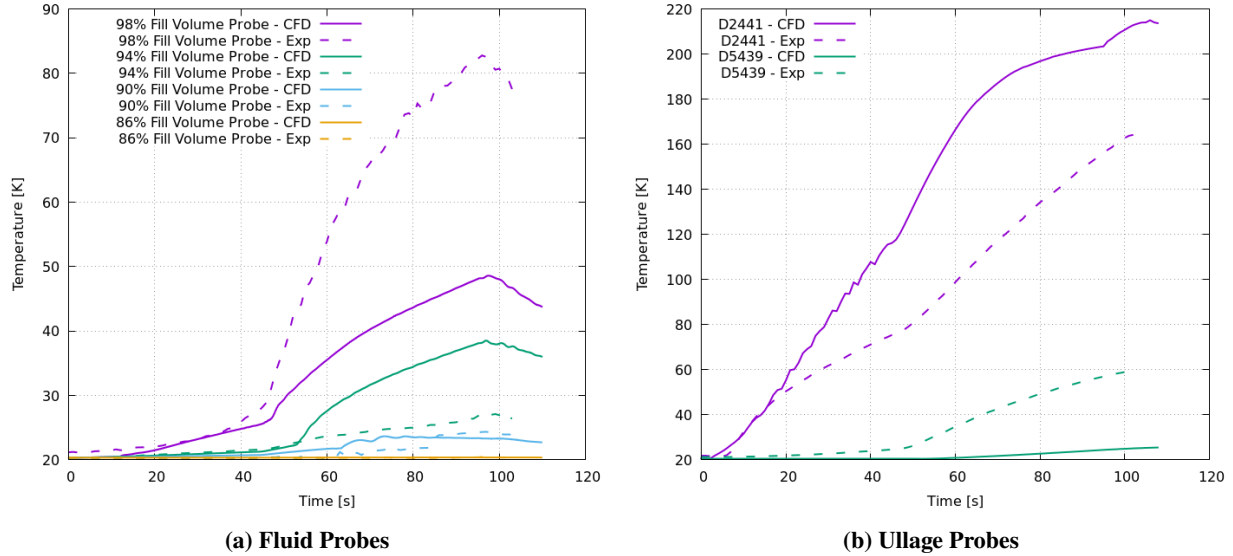 90
80
70
60
50
40
30
20
Temperature [K]
98% Fill Volume Probe - CFD
98% Fill Volume Probe - Exp
94% Fill Volume Probe - CFD
94% Fill Volume Probe - Exp
90% Fill Volume Probe - CFD
90% Fill Volume Probe - Exp
86% Fill Volume Probe - CFD
86% Fill Volume Probe - Exp
0 20 40 60 80 100 120
Time [s]
(a) Fluid Probes
220
200
180
160
140
120
100
80
60
40
20
Temperature [K]
D2441 - CFD
D2441 - Exp
D5439 - CFD
D5439 - Exp
0 20 40 60 80 100 120
Time [s]
(b) Ullage Probes